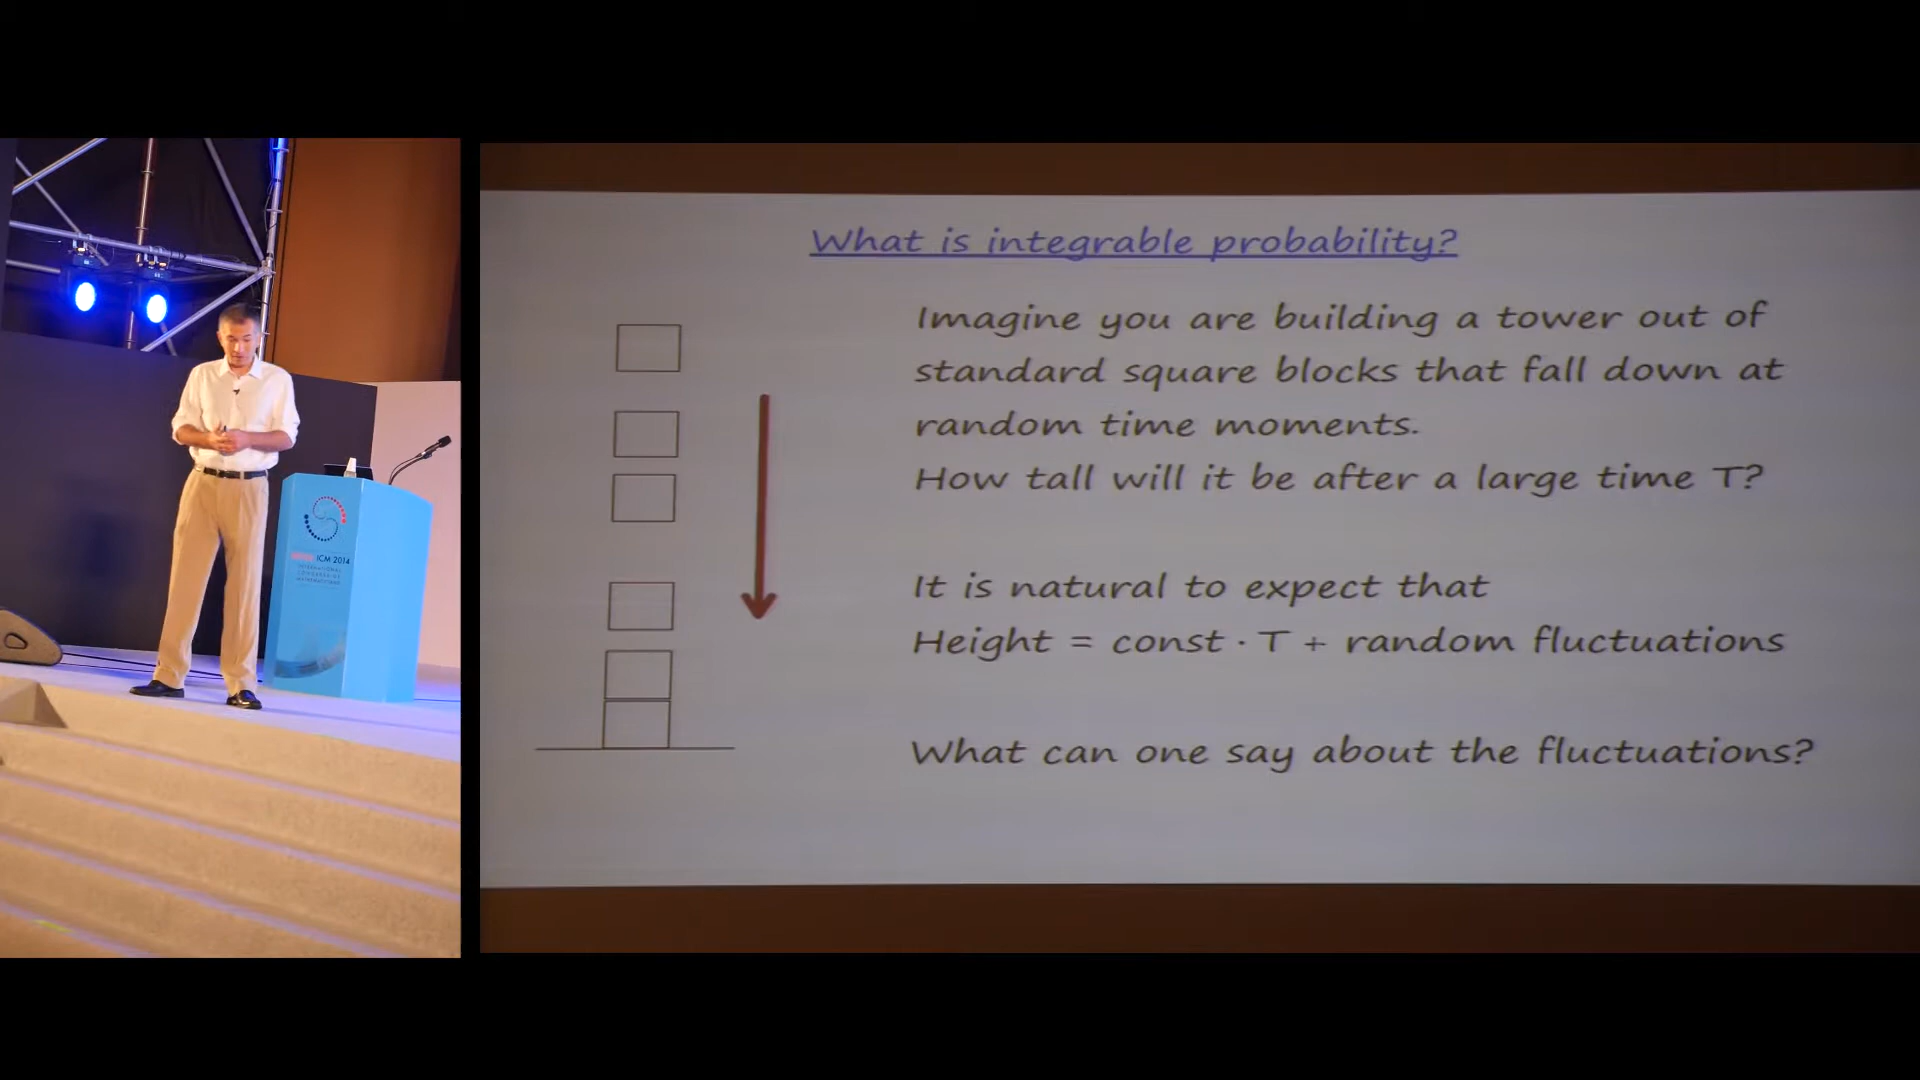 What is integrable probability?
Imagine you are building a tower out of
standard square blocks that fall down at
random time moments.
How tall will it be after a large time T?
It is natural to expect that
Height = const · T + random fluctuations
What can one say about the fluctuations?
ICM 2014